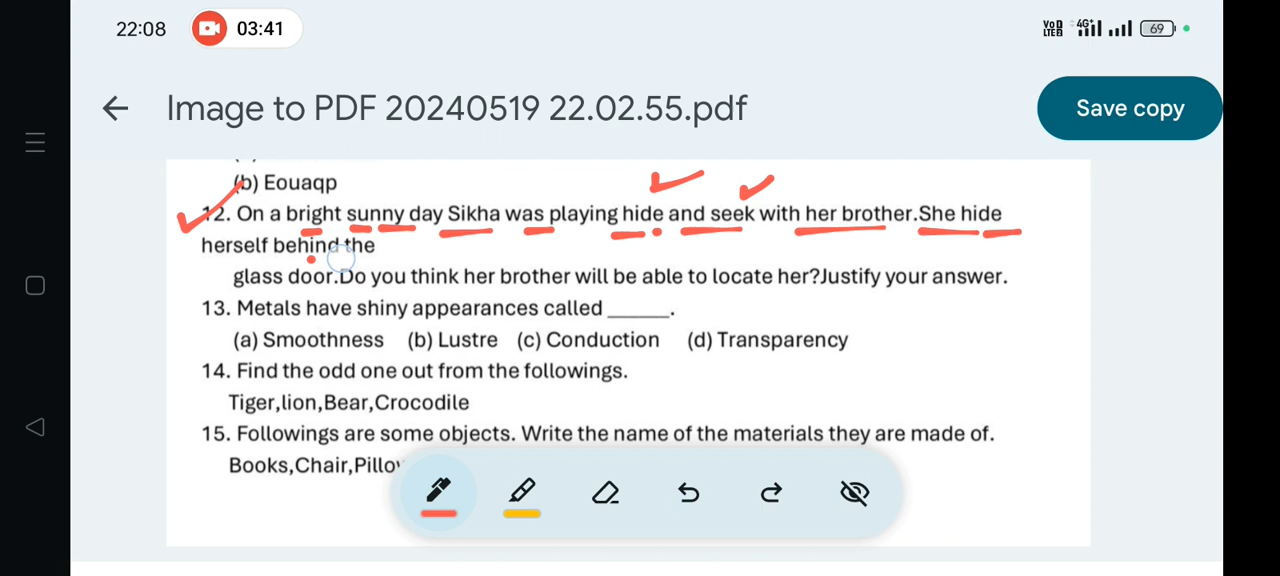 22:08
03:41
VoD LTE2 4G+ 69
Image to PDF 20240519 22.02.55.pdf
Save copy
(b) Eouaqp
12. On a bright sunny day Sikha was playing hide and seek with her brother.She hide
herself behind the
glass door.Do you think her brother will be able to locate her?Justify your answer.
13. Metals have shiny appearances called ______.
(a) Smoothness (b) Lustre (c) Conduction (d) Transparency
14. Find the odd one out from the followings.
Tiger,lion,Bear,Crocodile
15. Followings are some objects. Write the name of the materials they are made of.
Books,Chair,